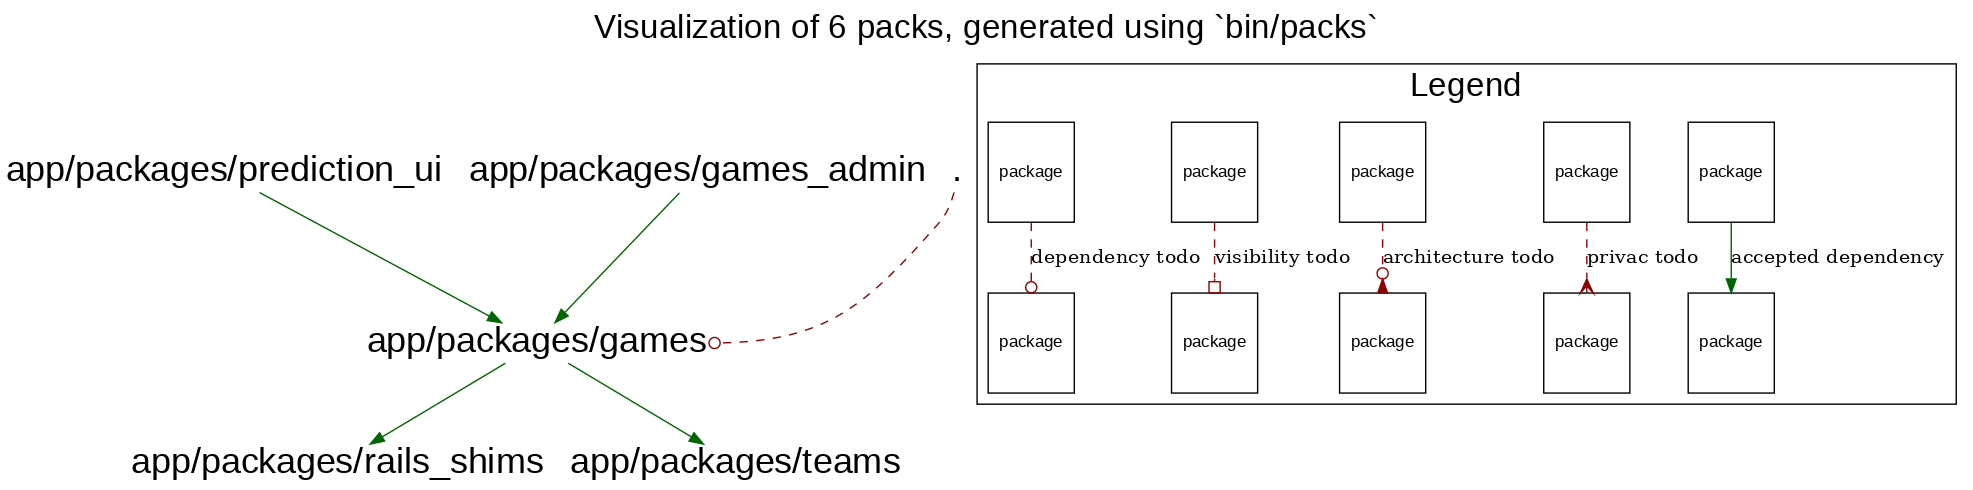 Visualization of 6 packs, generated using `bin/packs`
Legend
app/packages/prediction_ui
app/packages/games_admin
.
package
package
package
package
package
dependency todo
visibility todo
architecture todo
privac todo
accepted dependency
app/packages/games
package
package
package
package
package
app/packages/rails_shims
app/packages/teams